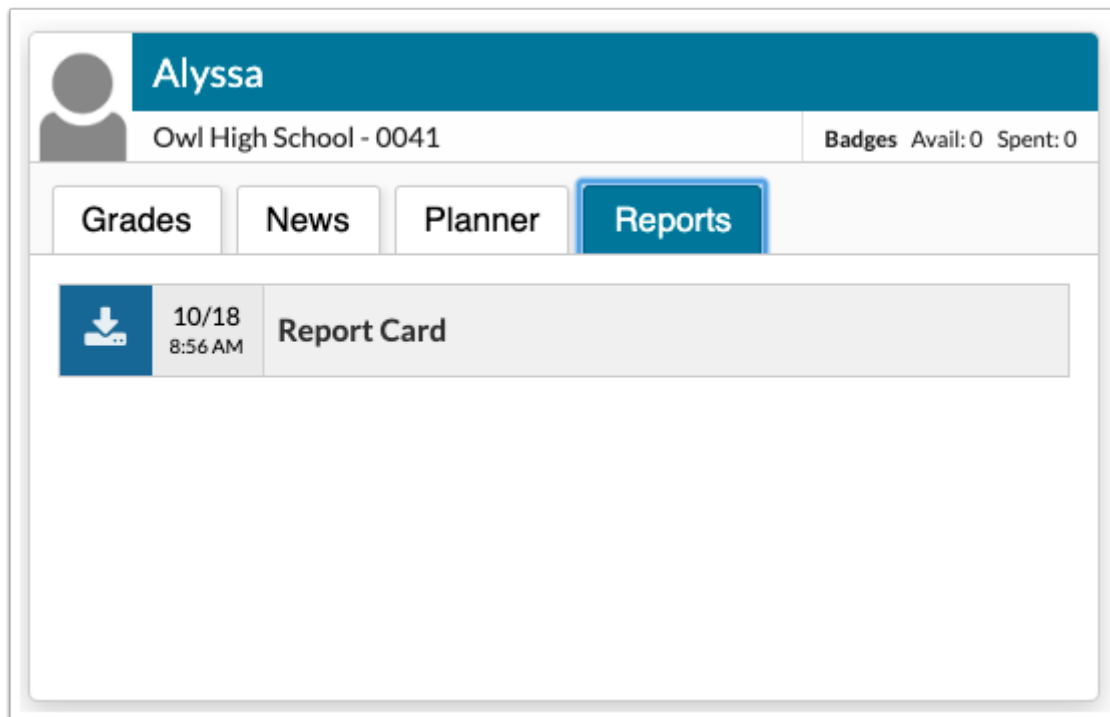 Alyssa
Owl High School - 0041
Badges Avail: 0 Spent: 0
Grades
News
Planner
Reports
10/18
8:56 AM
Report Card